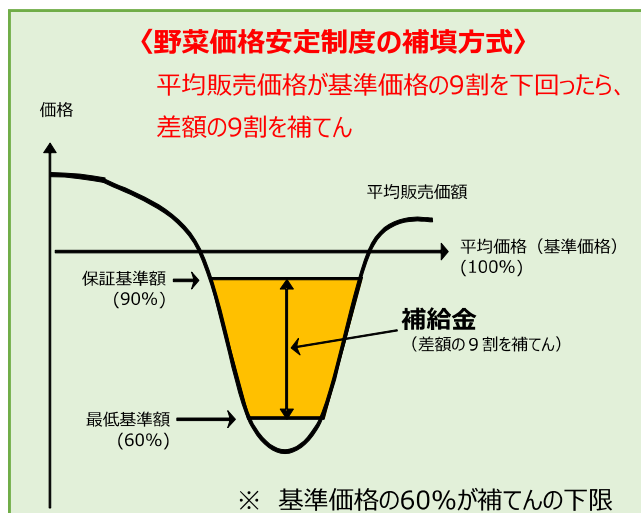 〈野菜価格安定制度の補填方式〉
平均販売価格が基準価格の9割を下回ったら、
差額の9割を補てん
価格
平均販売価額
平均価格（基準価格）
(100%)
保証基準額
(90%)
補給金
（差額の９割を補てん）
最低基準額
(60%)
※　基準価格の60%が補てんの下限